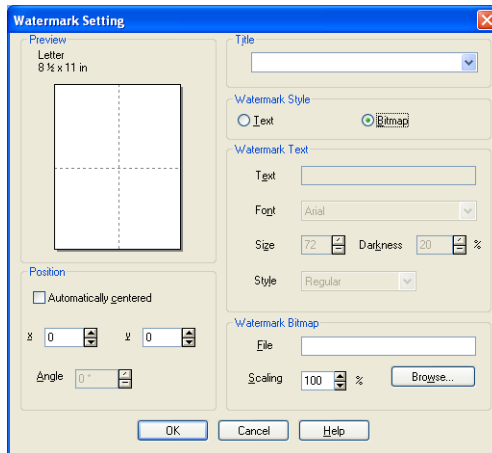 Watermark Setting
Preview
Letter
8 ½ x 11 in
Title
Watermark Style
Text
Bitmap
Watermark Text
Text
Font Arial
Size 72 Darkness 20 %
Style Regular
Position
Automatically centered
x 0 y 0
Angle 0 °
Watermark Bitmap
File
Scaling 100 % Browse...
OK Cancel Help